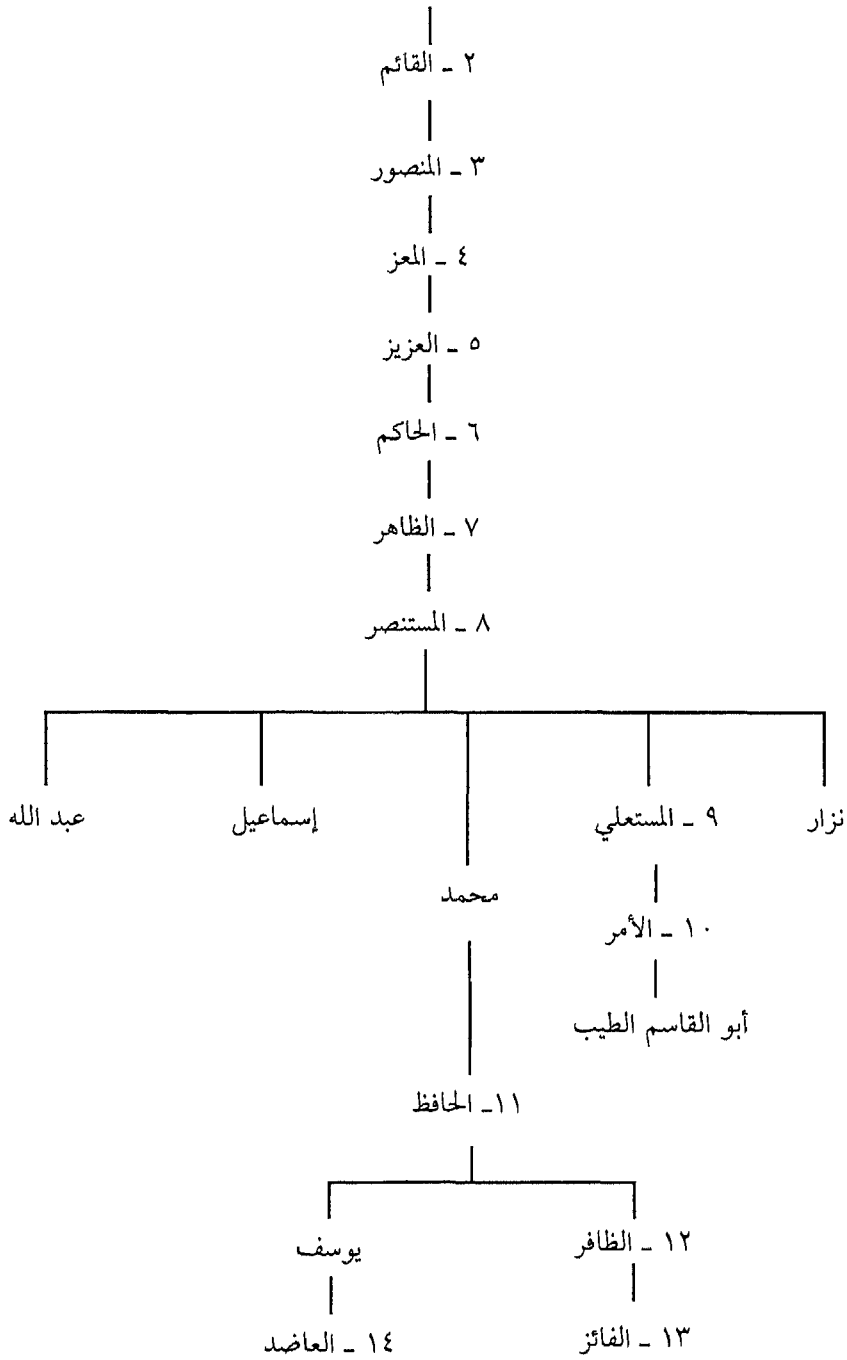 ٢ ـ القائم
٣ ـ المنصور
٤ ـ المعز
٥ ـ العزيز
٦ ـ الحاكم
٧ ـ الظاهر
٨ ـ المستنصر
نزار
٩ ـ المستعلي
إسماعيل
عبد الله
محمد
١٠ ـ الأمر
أبو القاسم الطيب
١١ـ الحافظ
١٢ ـ الظافر
يوسف
١٣ ـ الفائز
١٤ ـ العاضد